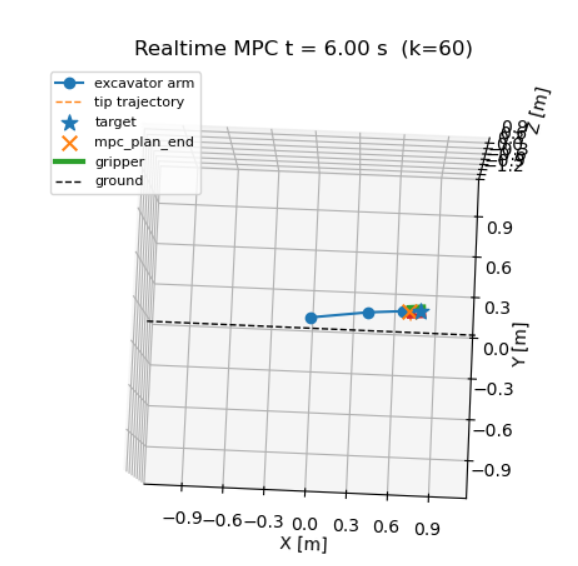 Realtime MPC t = 6.00 s  (k=60)
excavator arm
tip trajectory
target
mpc_plan_end
gripper
ground
Z [m]
−1.2
0.9
0.6
0.3
0.0
−0.3
−0.6
−0.9
Y [m]
−0.9 −0.6 −0.3 0.0 0.3 0.6 0.9
X [m]